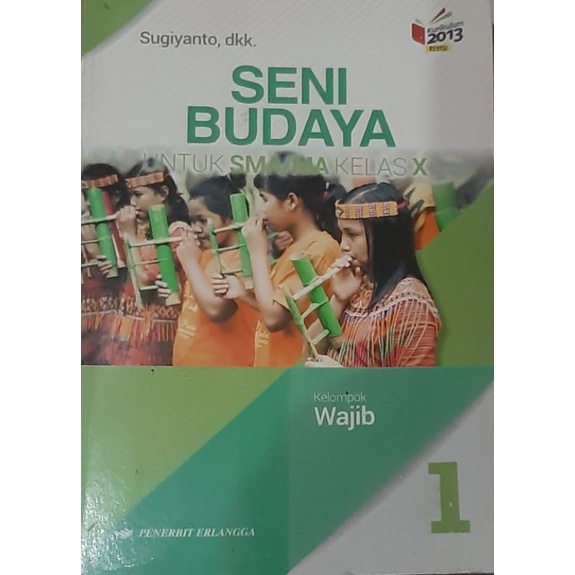 Sugiyanto, dkk.
Kurikulum
2013
REVISI
SENI
BUDAYA
UNTUK SMA/MA KELAS X
Kelompok
Wajib
1
PENERBIT ERLANGGA